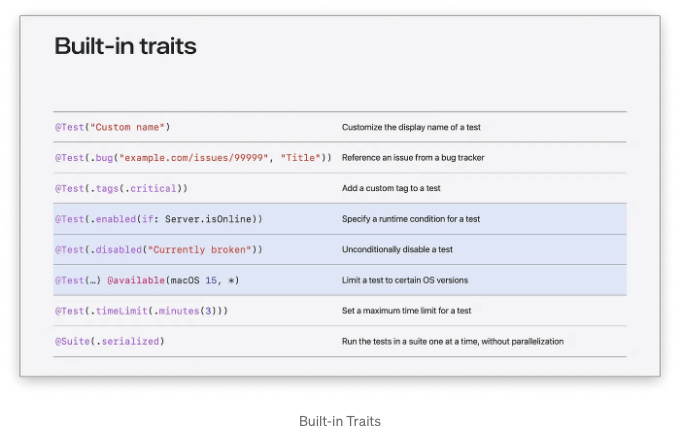 Built-in traits
@Test("Custom name") Customize the display name of a test
@Test(.bug("example.com/issues/99999", "Title")) Reference an issue from a bug tracker
@Test(.tags(.critical)) Add a custom tag to a test
@Test(.enabled(if: Server.isOnline)) Specify a runtime condition for a test
@Test(.disabled("Currently broken")) Unconditionally disable a test
@Test(…) @available(macOS 15, *) Limit a test to certain OS versions
@Test(.timeLimit(.minutes(3))) Set a maximum time limit for a test
@Suite(.serialized) Run the tests in a suite one at a time, without parallelization
Built-in Traits